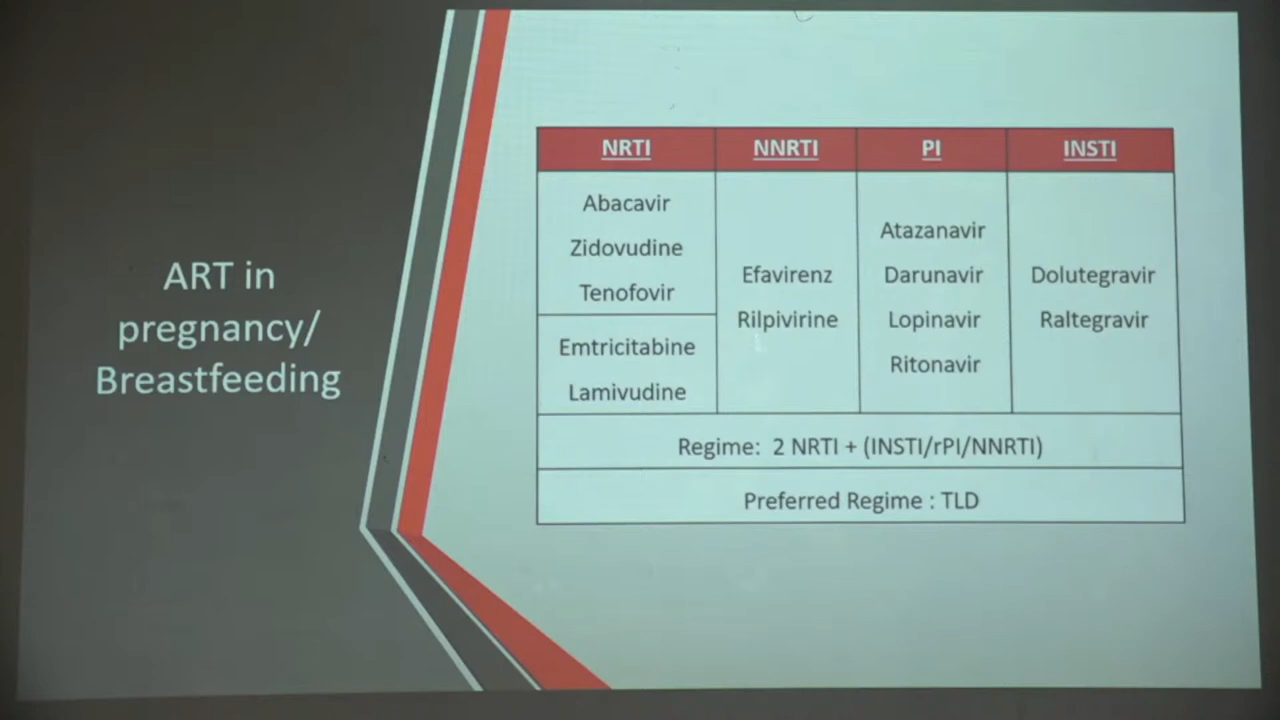 ART in
pregnancy/
Breastfeeding
NRTI
NNRTI
PI
INSTI
Abacavir
Zidovudine
Tenofovir
Emtricitabine
Lamivudine
Efavirenz
Rilpivirine
Atazanavir
Darunavir
Lopinavir
Ritonavir
Dolutegravir
Raltegravir
Regime: 2 NRTI + (INSTI/rPI/NNRTI)
Preferred Regime : TLD